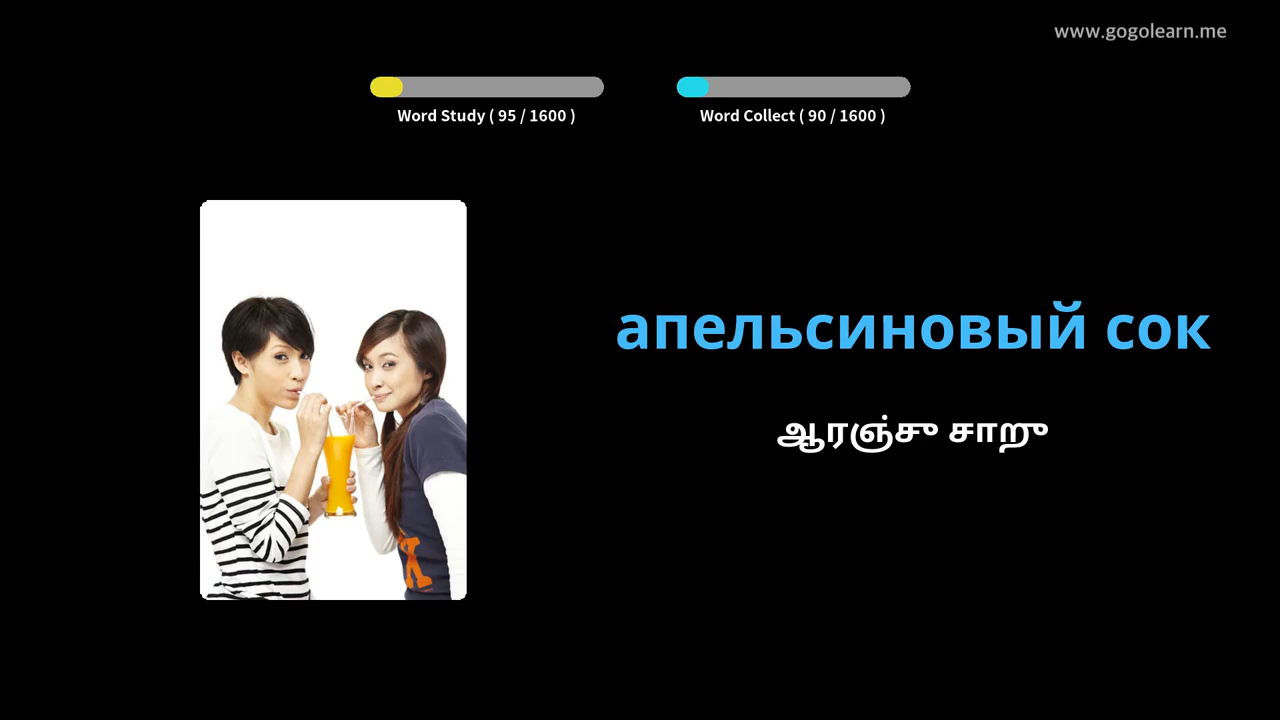 www.gogolearn.me
Word Study ( 95 / 1600 )
Word Collect ( 90 / 1600 )
апельсиновый сок
ஆரஞ்சு சாறு